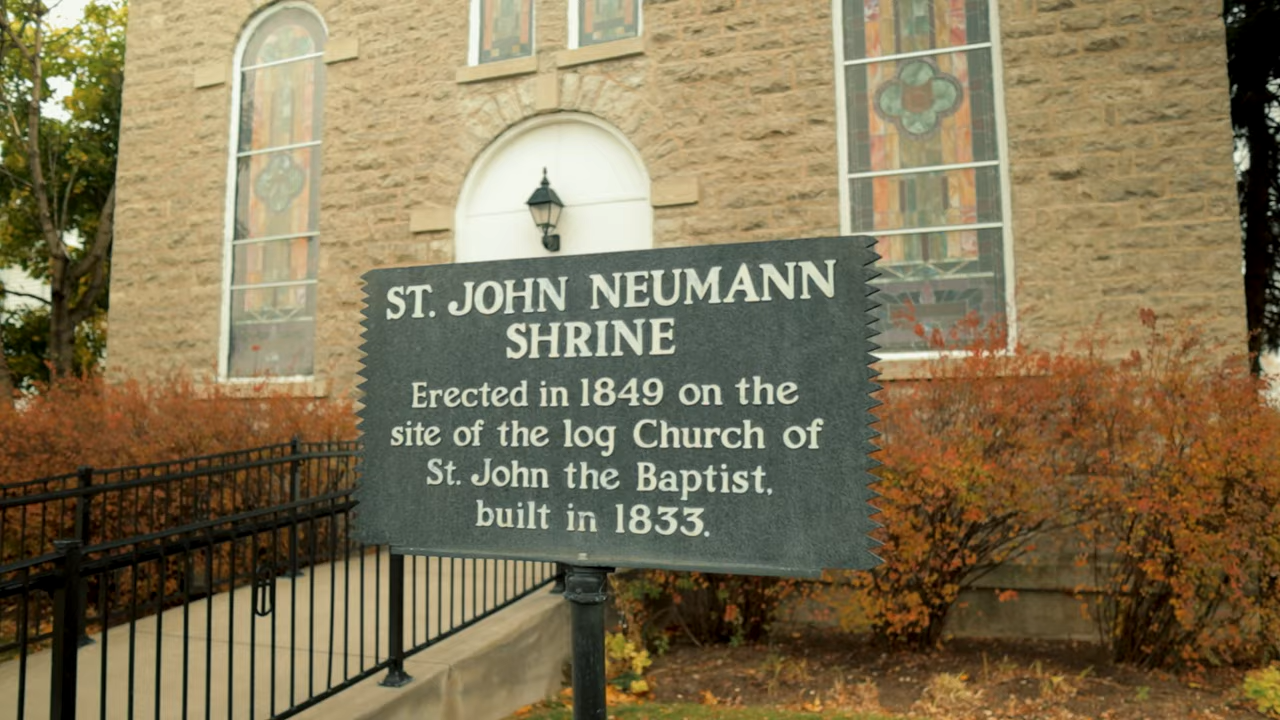 ST. JOHN NEUMANN
SHRINE
Erected in 1849 on the
site of the log Church of
St. John the Baptist,
built in 1833.